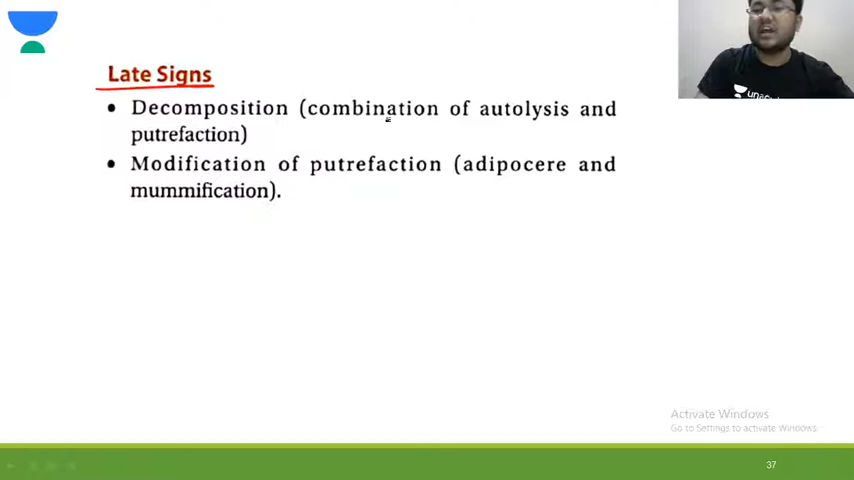 Late Signs
• Decomposition (combination of autolysis and
putrefaction)
• Modification of putrefaction (adipocere and
mummification).
Activate Windows
Go to Settings to activate Windows.
37